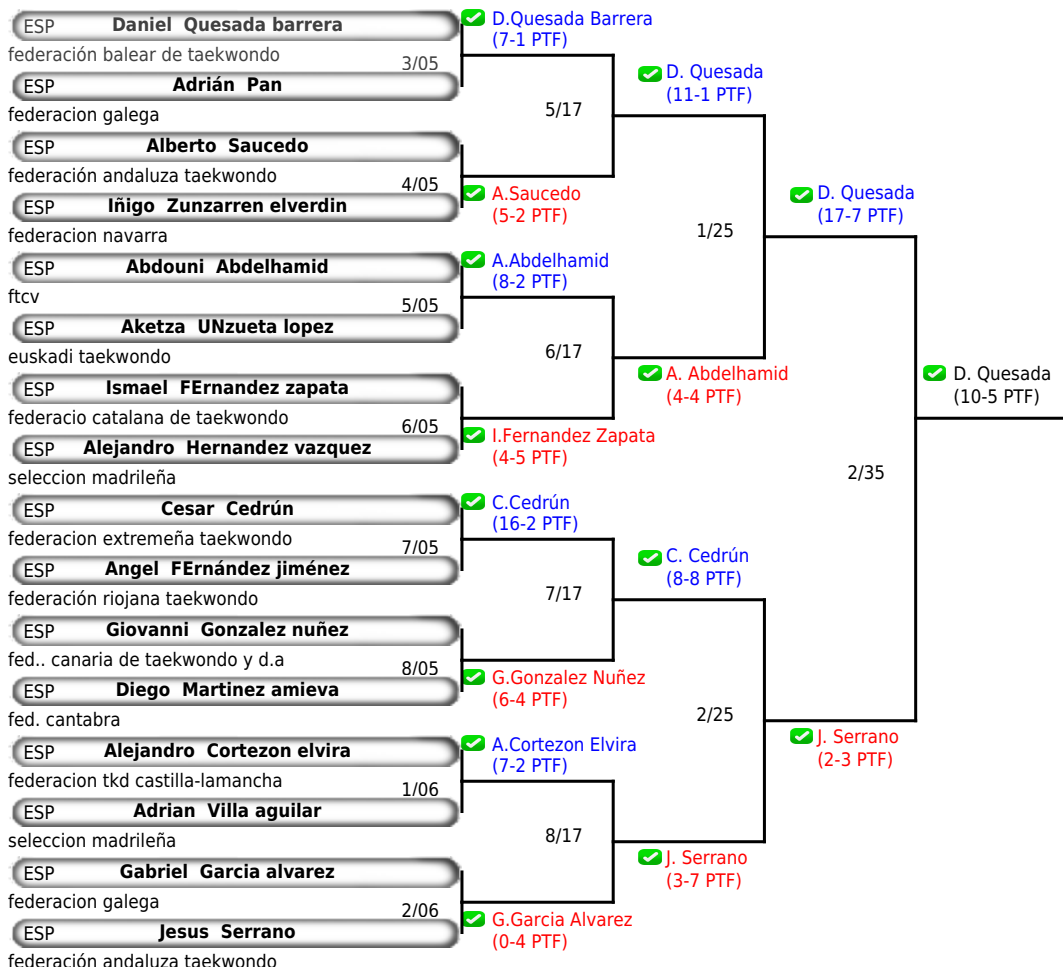 ESP Daniel Quesada barrera
federación balear de taekwondo
3/05
ESP Adrián Pan
federacion galega
ESP Alberto Saucedo
federación andaluza taekwondo
4/05
ESP Iñigo Zunzarren elverdin
federacion navarra
ESP Abdouni Abdelhamid
ftcv
5/05
ESP Aketza UNzueta lopez
euskadi taekwondo
ESP Ismael FErnandez zapata
federacio catalana de taekwondo
6/05
ESP Alejandro Hernandez vazquez
seleccion madrileña
ESP Cesar Cedrún
federacion extremeña taekwondo
7/05
ESP Angel FErnández jiménez
federación riojana taekwondo
ESP Giovanni Gonzalez nuñez
fed.. canaria de taekwondo y d.a
8/05
ESP Diego Martinez amieva
fed. cantabra
ESP Alejandro Cortezon elvira
federacion tkd castilla-lamancha
1/06
ESP Adrian Villa aguilar
seleccion madrileña
ESP Gabriel Garcia alvarez
federacion galega
2/06
ESP Jesus Serrano
federación andaluza taekwondo
D.Quesada Barrera
(7-1 PTF)
5/17
A.Saucedo
(5-2 PTF)
A.Abdelhamid
(8-2 PTF)
6/17
I.Fernandez Zapata
(4-5 PTF)
C.Cedrún
(16-2 PTF)
7/17
G.Gonzalez Nuñez
(6-4 PTF)
A.Cortezon Elvira
(7-2 PTF)
8/17
G.Garcia Alvarez
(0-4 PTF)
D. Quesada
(11-1 PTF)
1/25
A. Abdelhamid
(4-4 PTF)
C. Cedrún
(8-8 PTF)
2/25
J. Serrano
(3-7 PTF)
D. Quesada
(17-7 PTF)
2/35
J. Serrano
(2-3 PTF)
D. Quesada
(10-5 PTF)